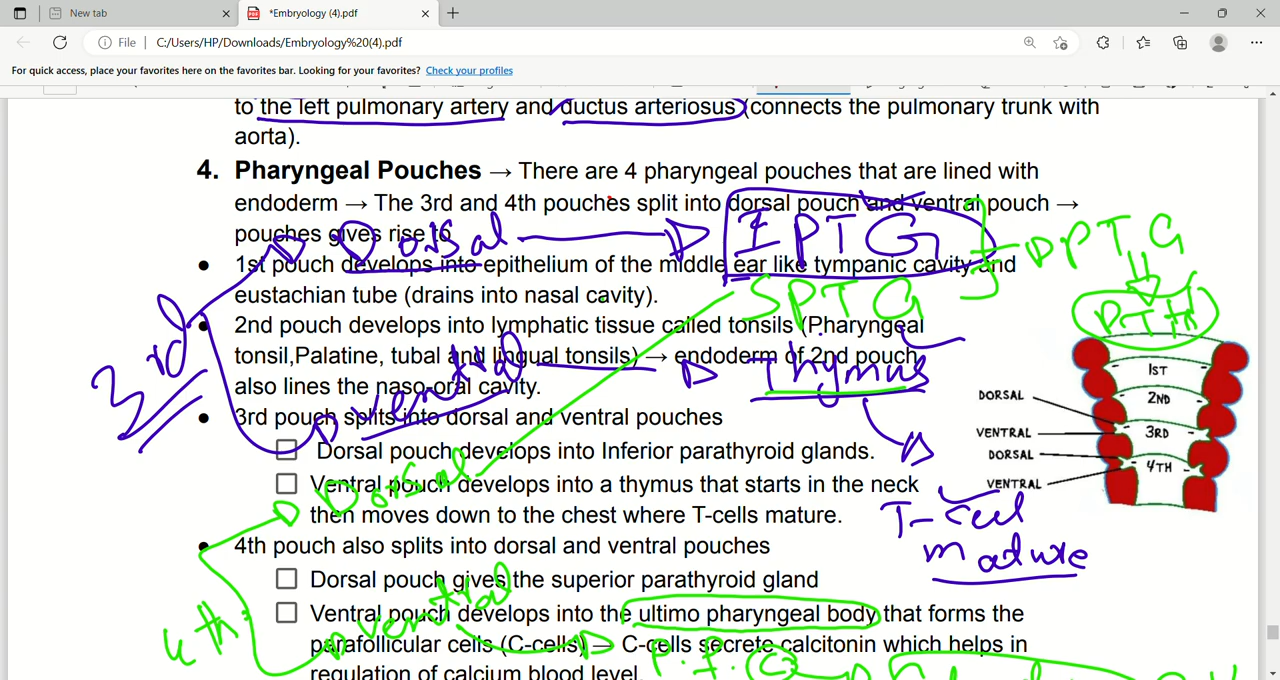 New tab
*Embryology (4).pdf
File
C:/Users/HP/Downloads/Embryology%20(4).pdf
For quick access, place your favorites here on the favorites bar. Looking for your favorites? Check your profiles
to the left pulmonary artery and ductus arteriosus (connects the pulmonary trunk with
aorta).
4. Pharyngeal Pouches → There are 4 pharyngeal pouches that are lined with
endoderm → The 3rd and 4th pouches split into dorsal pouch and ventral pouch →
pouches gives rise to
Dorsal
IPTG
PTG
● 1st pouch develops into epithelium of the middle ear like tympanic cavity and
eustachian tube (drains into nasal cavity).
SPTG
PTH
● 2nd pouch develops into lymphatic tissue called tonsils (Pharyngeal
tonsil,Palatine, tubal and lingual tonsils) → endoderm of 2nd pouch
also lines the naso-oral cavity.
3rd
ventral
Thymus
● 3rd pouch splits into dorsal and ventral pouches
☐ Dorsal pouch develops into Inferior parathyroid glands.
☐ Ventral pouch develops into a thymus that starts in the neck
then moves down to the chest where T-cells mature.
Dorsal
T-cell
mature
● 4th pouch also splits into dorsal and ventral pouches
☐ Dorsal pouch gives the superior parathyroid gland
☐ Ventral pouch develops into the ultino pharyngeal body that forms the
parafollicular cells (C-cells) → C-cells secrete calcitonin which helps in
regulation of calcium blood level.
4th
ventral
P.f.C
1ST
2ND
3RD
4TH
DORSAL
VENTRAL
DORSAL
VENTRAL